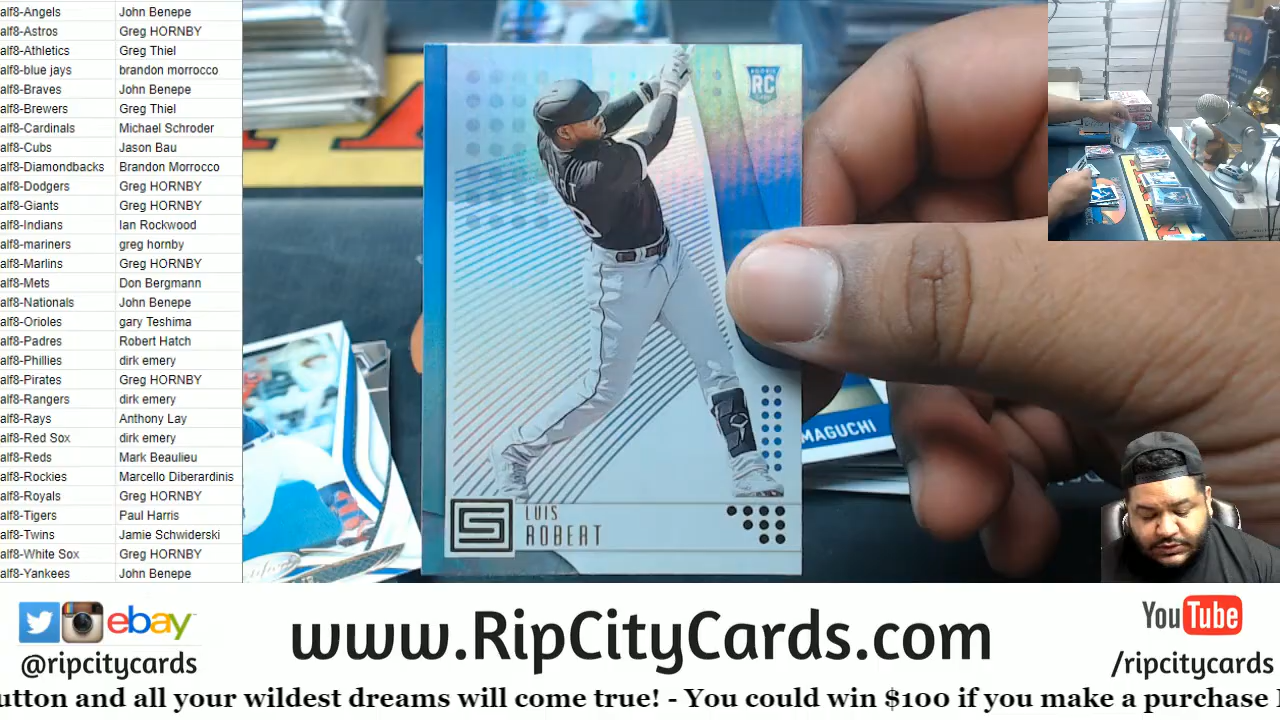 alf8-Angels John Benepe
alf8-Astros Greg HORNBY
alf8-Athletics Greg Thiel
alf8-blue jays brandon morrocco
alf8-Braves John Benepe
alf8-Brewers Greg Thiel
alf8-Cardinals Michael Schroder
alf8-Cubs Jason Bau
alf8-Diamondbacks Brandon Morrocco
alf8-Dodgers Greg HORNBY
alf8-Giants Greg HORNBY
alf8-Indians Ian Rockwood
alf8-mariners greg hornby
alf8-Marlins Greg HORNBY
alf8-Mets Don Bergmann
alf8-Nationals John Benepe
alf8-Orioles gary Teshima
alf8-Padres Robert Hatch
alf8-Phillies dirk emery
alf8-Pirates Greg HORNBY
alf8-Rangers dirk emery
alf8-Rays Anthony Lay
alf8-Red Sox dirk emery
alf8-Reds Mark Beaulieu
alf8-Rockies Marcello Diberardinis
alf8-Royals Greg HORNBY
alf8-Tigers Paul Harris
alf8-Twins Jamie Schwiderski
alf8-White Sox Greg HORNBY
alf8-Yankees John Benepe
RC
LUIS
ROBERT
MAGUCHI
ebay
@ripcitycards
www.RipCityCards.com
YouTube
/ripcitycards
utton and all your wildest dreams will come true! - You could win $100 if you make a purchase